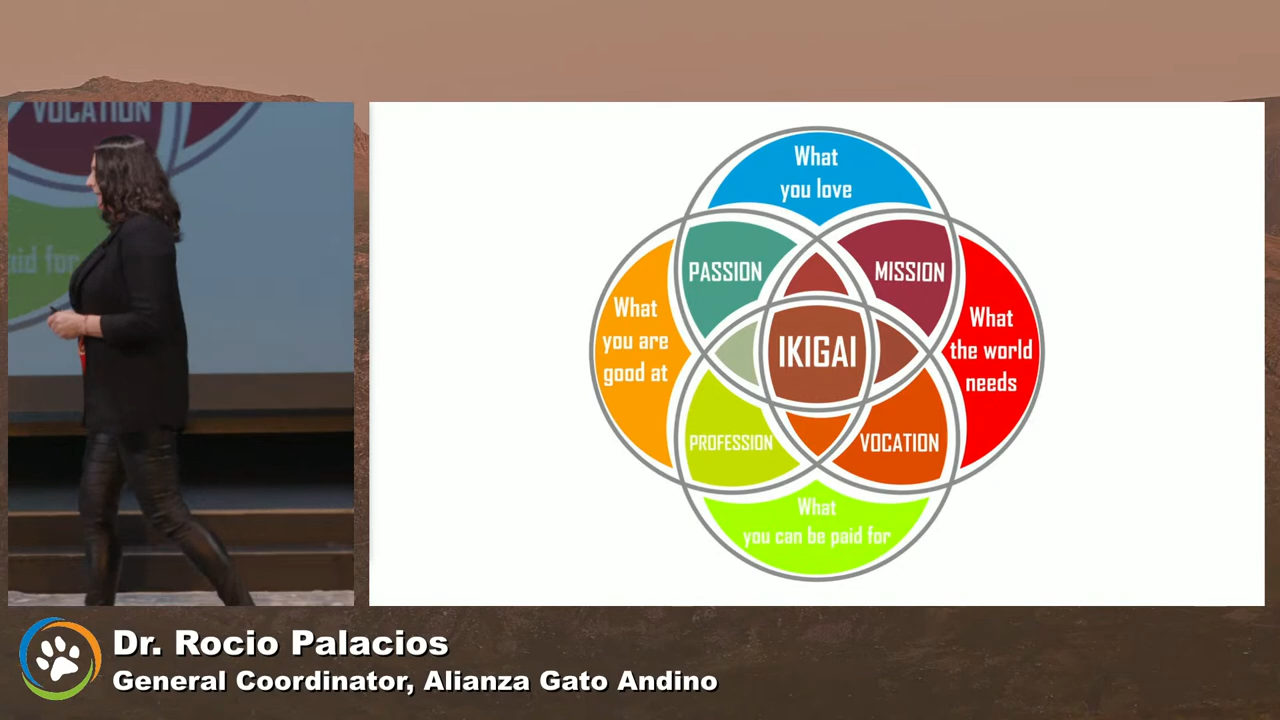 VOCATION
aid for
What
you love
PASSION
MISSION
What
you are
good at
IKIGAI
What
the world
needs
PROFESSION
VOCATION
What
you can be paid for
Dr. Rocio Palacios
General Coordinator, Alianza Gato Andino